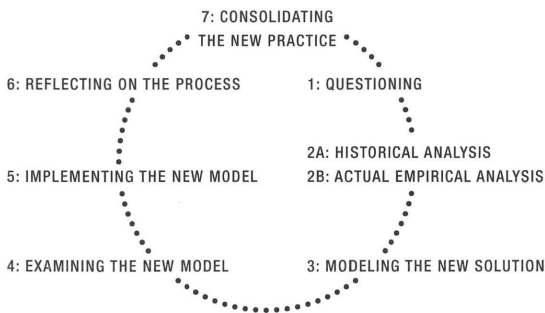 7: CONSOLIDATING
THE NEW PRACTICE
6: REFLECTING ON THE PROCESS
1: QUESTIONING
2A: HISTORICAL ANALYSIS
5: IMPLEMENTING THE NEW MODEL
2B: ACTUAL EMPIRICAL ANALYSIS
4: EXAMINING THE NEW MODEL
3: MODELING THE NEW SOLUTION